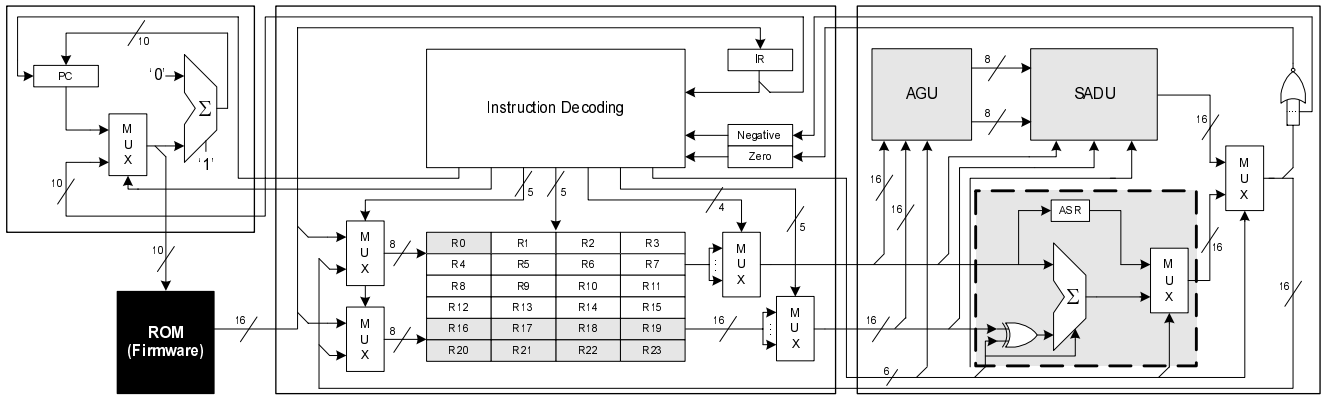 10
PC
'0'
Σ
'1'
M
U
X
10
10
ROM
(Firmware)
16
Instruction Decoding
IR
Negative
Zero
5
5
4
5
M
U
X
8
M
U
X
8
R0 R1 R2 R3
R4 R5 R6 R7
R8 R9 R10 R11
R12 R13 R14 R15
R16 R17 R18 R19
R20 R21 R22 R23
M
U
X
16
M
U
X
AGU
8
8
SADU
16
16
16
16
6
ASR
Σ
M
U
X
16
M
U
X
16